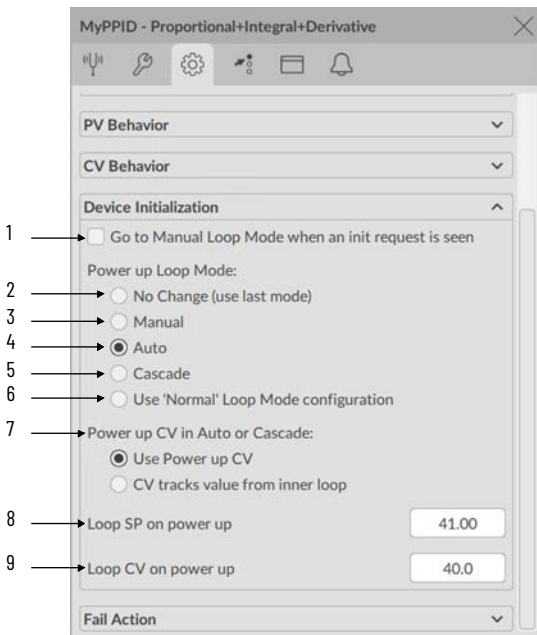 MyPPID - Proportional+Integral+Derivative
PV Behavior
CV Behavior
Device Initialization
1 Go to Manual Loop Mode when an init request is seen
Power up Loop Mode:
2 No Change (use last mode)
3 Manual
4 Auto
5 Cascade
6 Use 'Normal' Loop Mode configuration
7 Power up CV in Auto or Cascade:
Use Power up CV
CV tracks value from inner loop
8 Loop SP on power up 41.00
9 Loop CV on power up 40.0
Fail Action